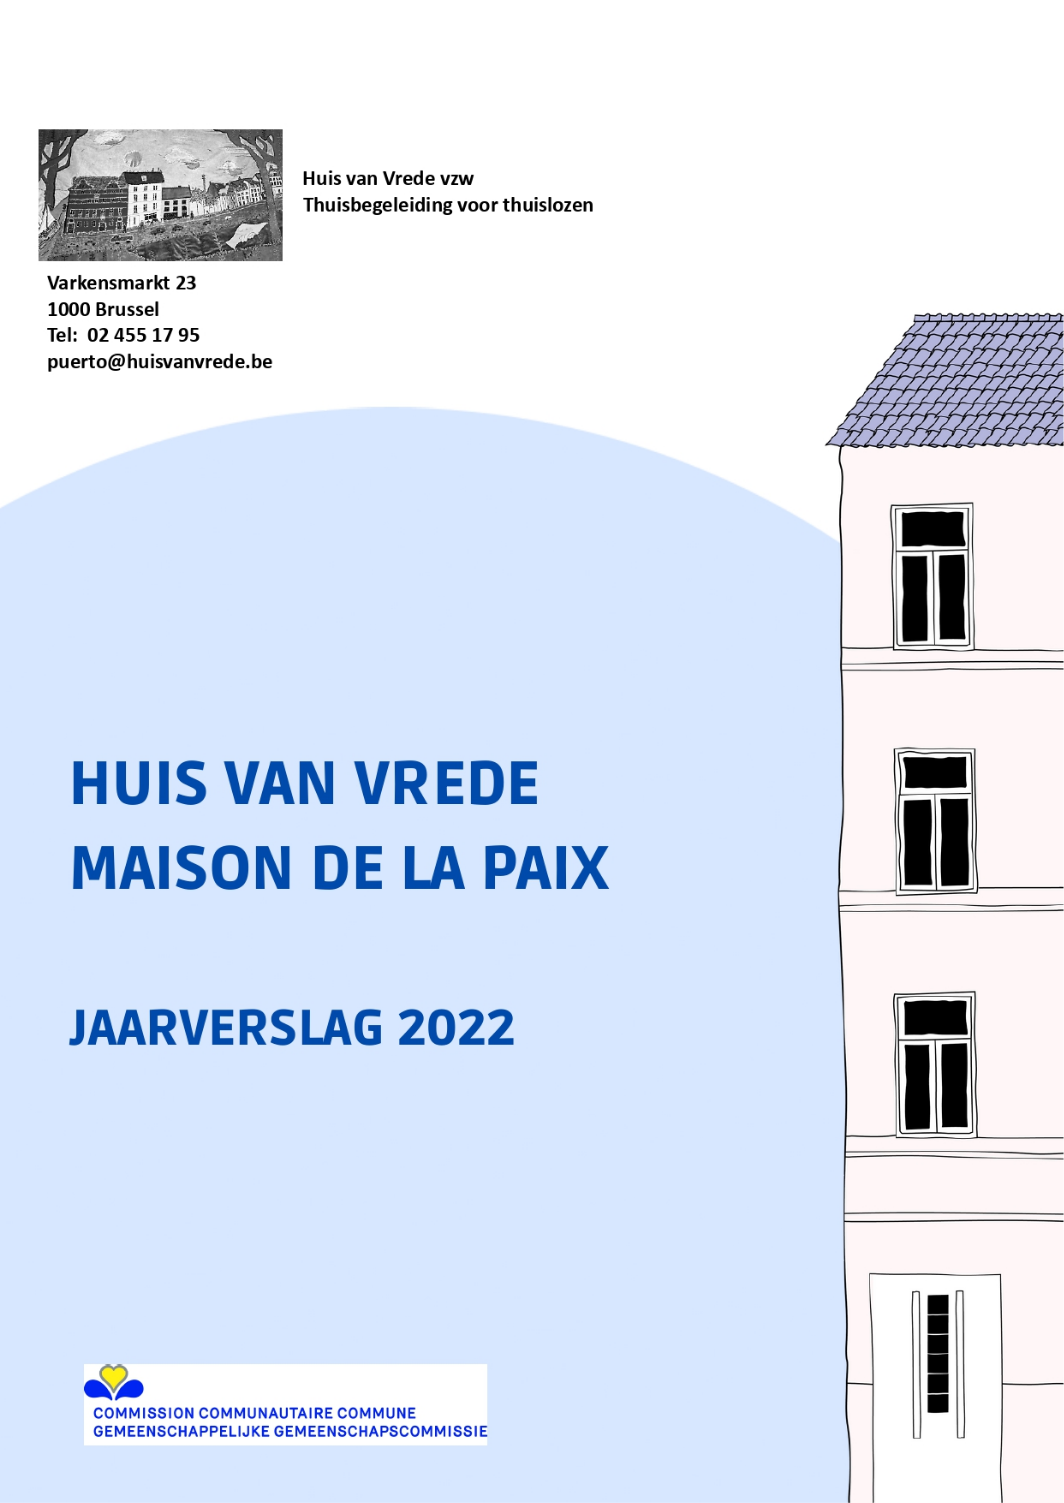 Huis van Vrede vzw
Thuisbegeleiding voor thuislozen
Varkensmarkt 23
1000 Brussel
Tel:  02 455 17 95
puerto@huisvanvrede.be
HUIS VAN VREDE
MAISON DE LA PAIX
JAARVERSLAG 2022
COMMISSION COMMUNAUTAIRE COMMUNE
GEMEENSCHAPPELIJKE GEMEENSCHAPSCOMMISSIE